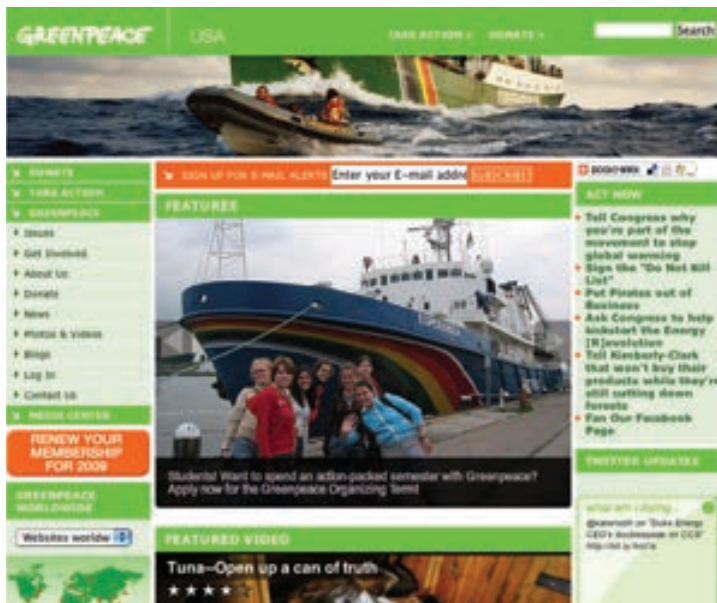 GREENPEACE USA TAKE ACTION DONATE Search
DONATE
TAKE ACTION
GREENPEACE
Issues
Get Involved
About Us
Donate
News
Photos & Videos
Blogs
Log In
Contact Us
MEDIA CENTER
RENEW YOUR
MEMBERSHIP
FOR 2009
GREENPEACE
WORLDWIDE
Websites worldw
SIGN UP FOR E-MAIL ALERTS Enter your E-mail addre SUBSCRIBE
FEATURES
Students! Want to spend an action-packed semester with Greenpeace?
Apply now for the Greenpeace Organizing Term!
FEATURED VIDEO
Tuna—Open up a can of truth
BOOKMARK
ACT NOW
Tell Congress why
you're part of the
movement to stop
global warming
Sign the "Do Not Kill
List"
Put Pirates out of
Business
Ask Congress to help
kickstart the Energy
[R]evolution
Tell Kimberly-Clark
that won't buy their
products while they're
still cutting down
forests
Fan Our Facebook
Page
TWITTER UPDATES
what am i doing...
on "Duke Energy
CEO's on CCS"